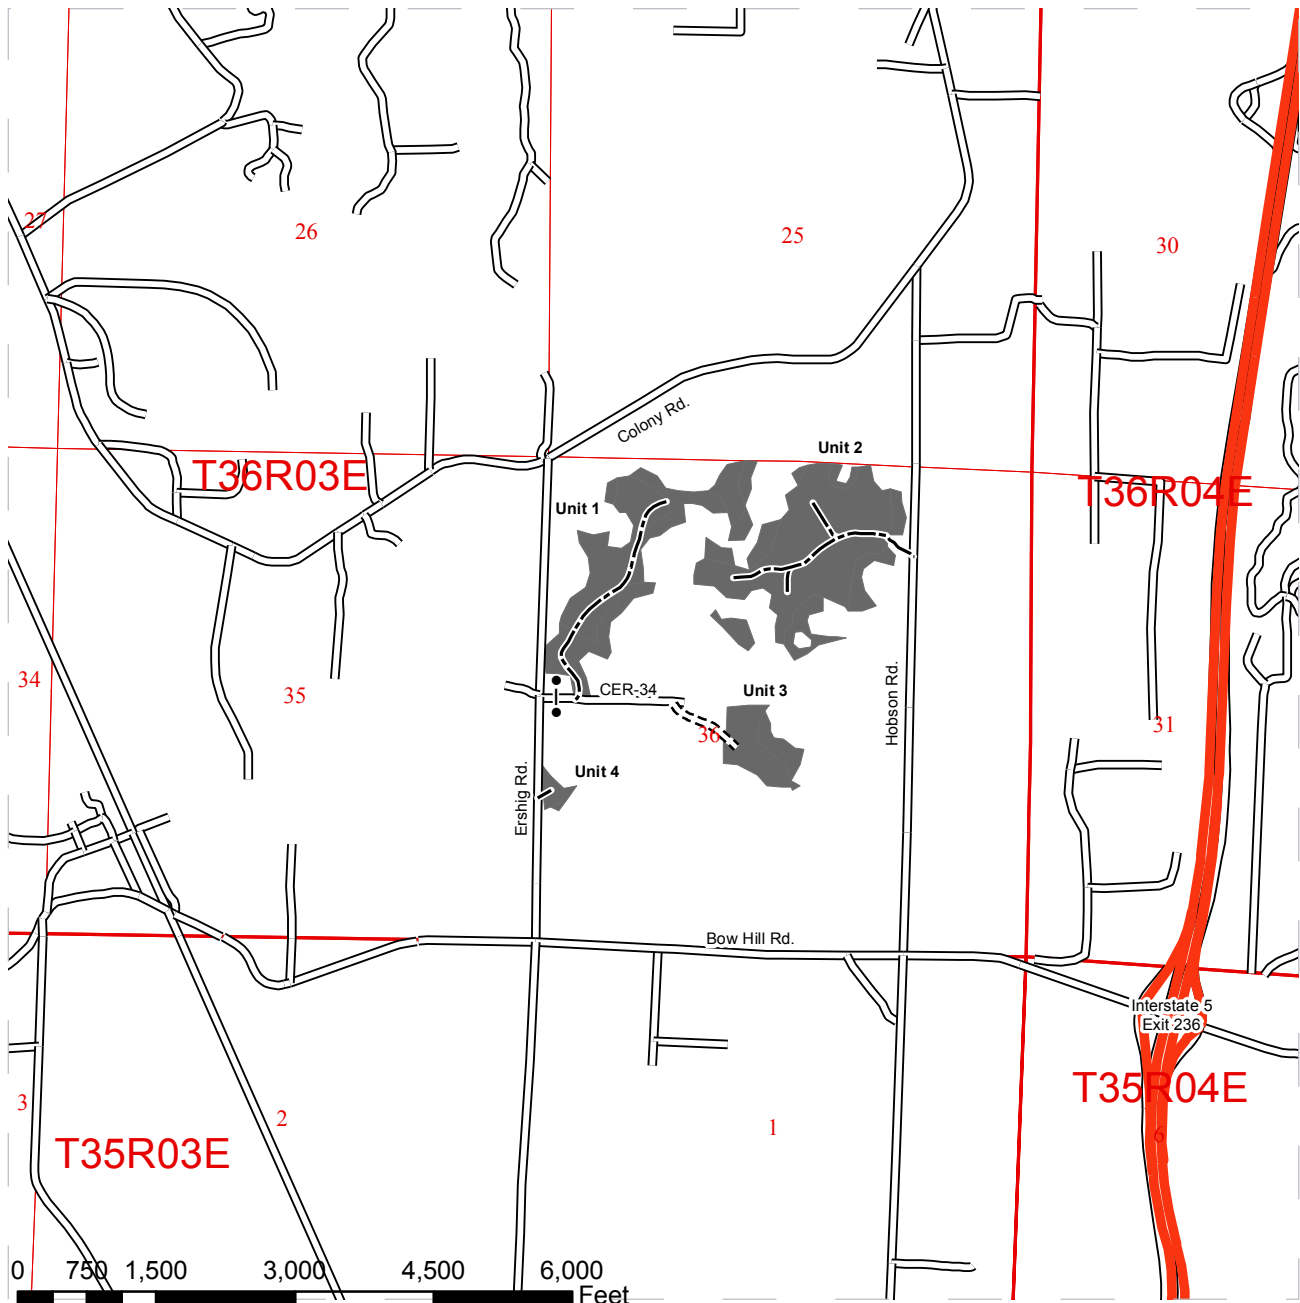 27
26
25
30
Colony Rd.
Unit 2
T36R03E
T36R04E
Unit 1
34
35
CER-34
Unit 3
Hobson Rd.
36
31
Unit 4
Ershig Rd.
Bow Hill Rd.
Interstate 5
Exit 236
T35R04E
3
2
1
6
T35R03E
0 750 1,500 3,000 4,500 6,000
Feet